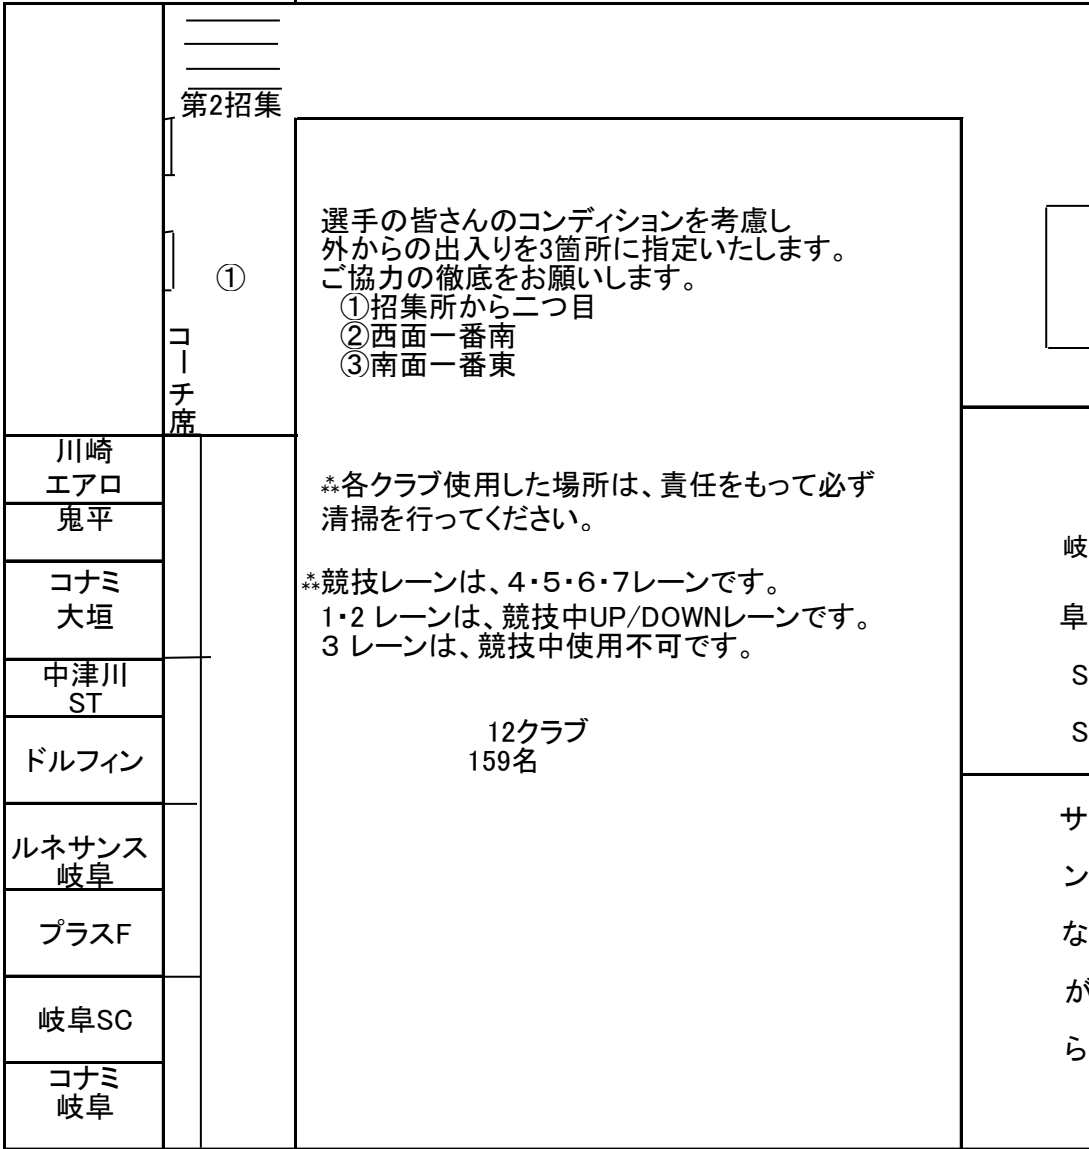 第2招集
①
コーチ席
選手の皆さんのコンディションを考慮し
外からの出入りを3箇所に指定いたします。
ご協力の徹底をお願いします。
①招集所から二つ目
②西面一番南
③南面一番東
⁂各クラブ使用した場所は、責任をもって必ず
清掃を行ってください。
⁂競技レーンは、４・５・６・７レーンです。
1・2 レーンは、競技中UP/DOWNレーンです。
３ レーンは、競技中使用不可です。
12クラブ
159名
川崎
エアロ
鬼平
コナミ
大垣
中津川
ST
ドルフィン
ルネサンス
岐阜
プラスF
岐阜SC
コナミ
岐阜
岐
阜
S
S
サ
ン
な
が
ら